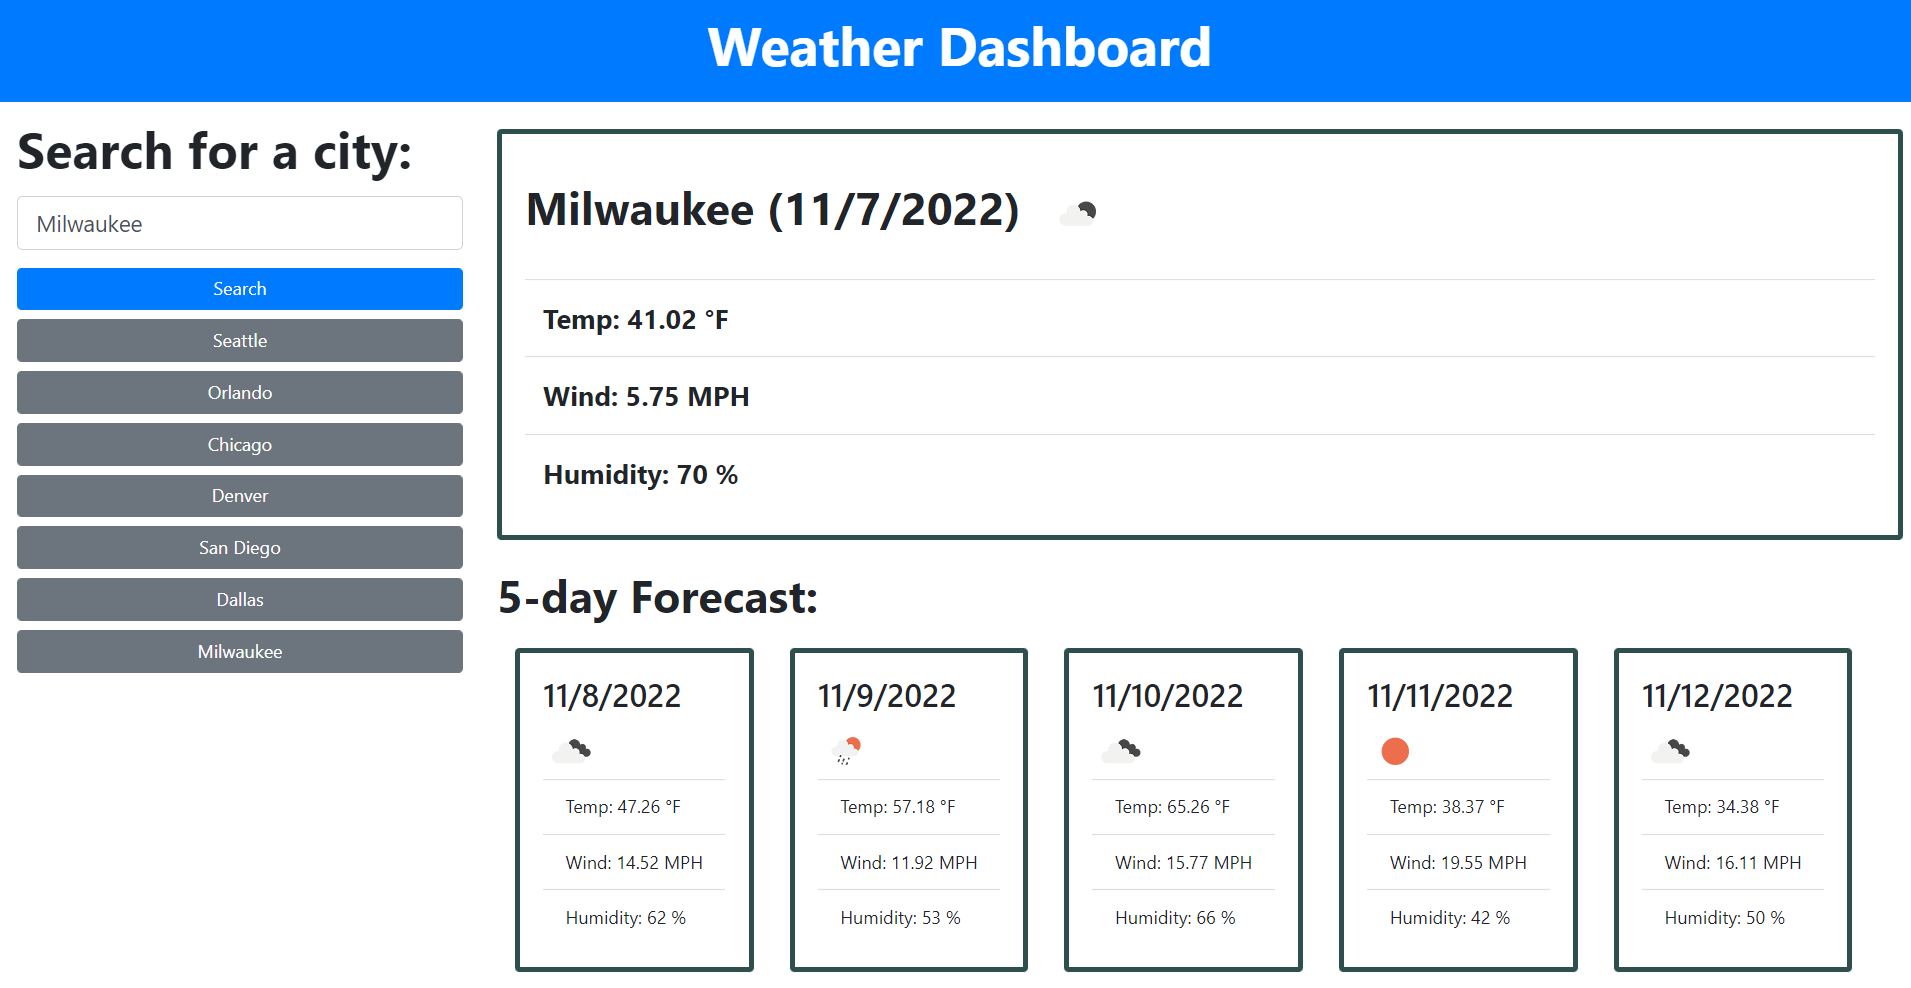 Weather Dashboard
Search for a city:
Milwaukee
Search
Seattle
Orlando
Chicago
Denver
San Diego
Dallas
Milwaukee
Milwaukee (11/7/2022)
Temp: 41.02 °F
Wind: 5.75 MPH
Humidity: 70 %
5-day Forecast:
11/8/2022
Temp: 47.26 °F
Wind: 14.52 MPH
Humidity: 62 %
11/9/2022
Temp: 57.18 °F
Wind: 11.92 MPH
Humidity: 53 %
11/10/2022
Temp: 65.26 °F
Wind: 15.77 MPH
Humidity: 66 %
11/11/2022
Temp: 38.37 °F
Wind: 19.55 MPH
Humidity: 42 %
11/12/2022
Temp: 34.38 °F
Wind: 16.11 MPH
Humidity: 50 %